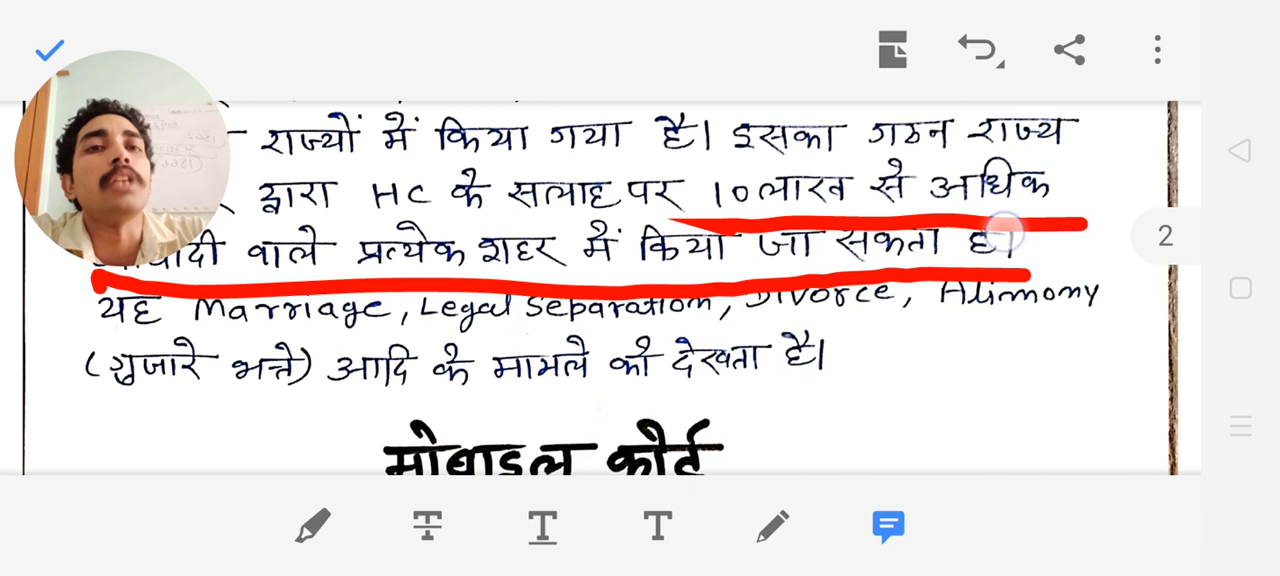 राज्यों में किया गया है। इसका गठन राज्य
द्वारा HC के सलाह पर 10 लाख से अधिक
वाले प्रत्येक शहर में किया जा सकता है।
यह Marriage, Legal Separation, Divorce, Alimony
(गुजारे भत्ते) आदि के मामले को देखता है।
मोबाइल कोर्ट
2